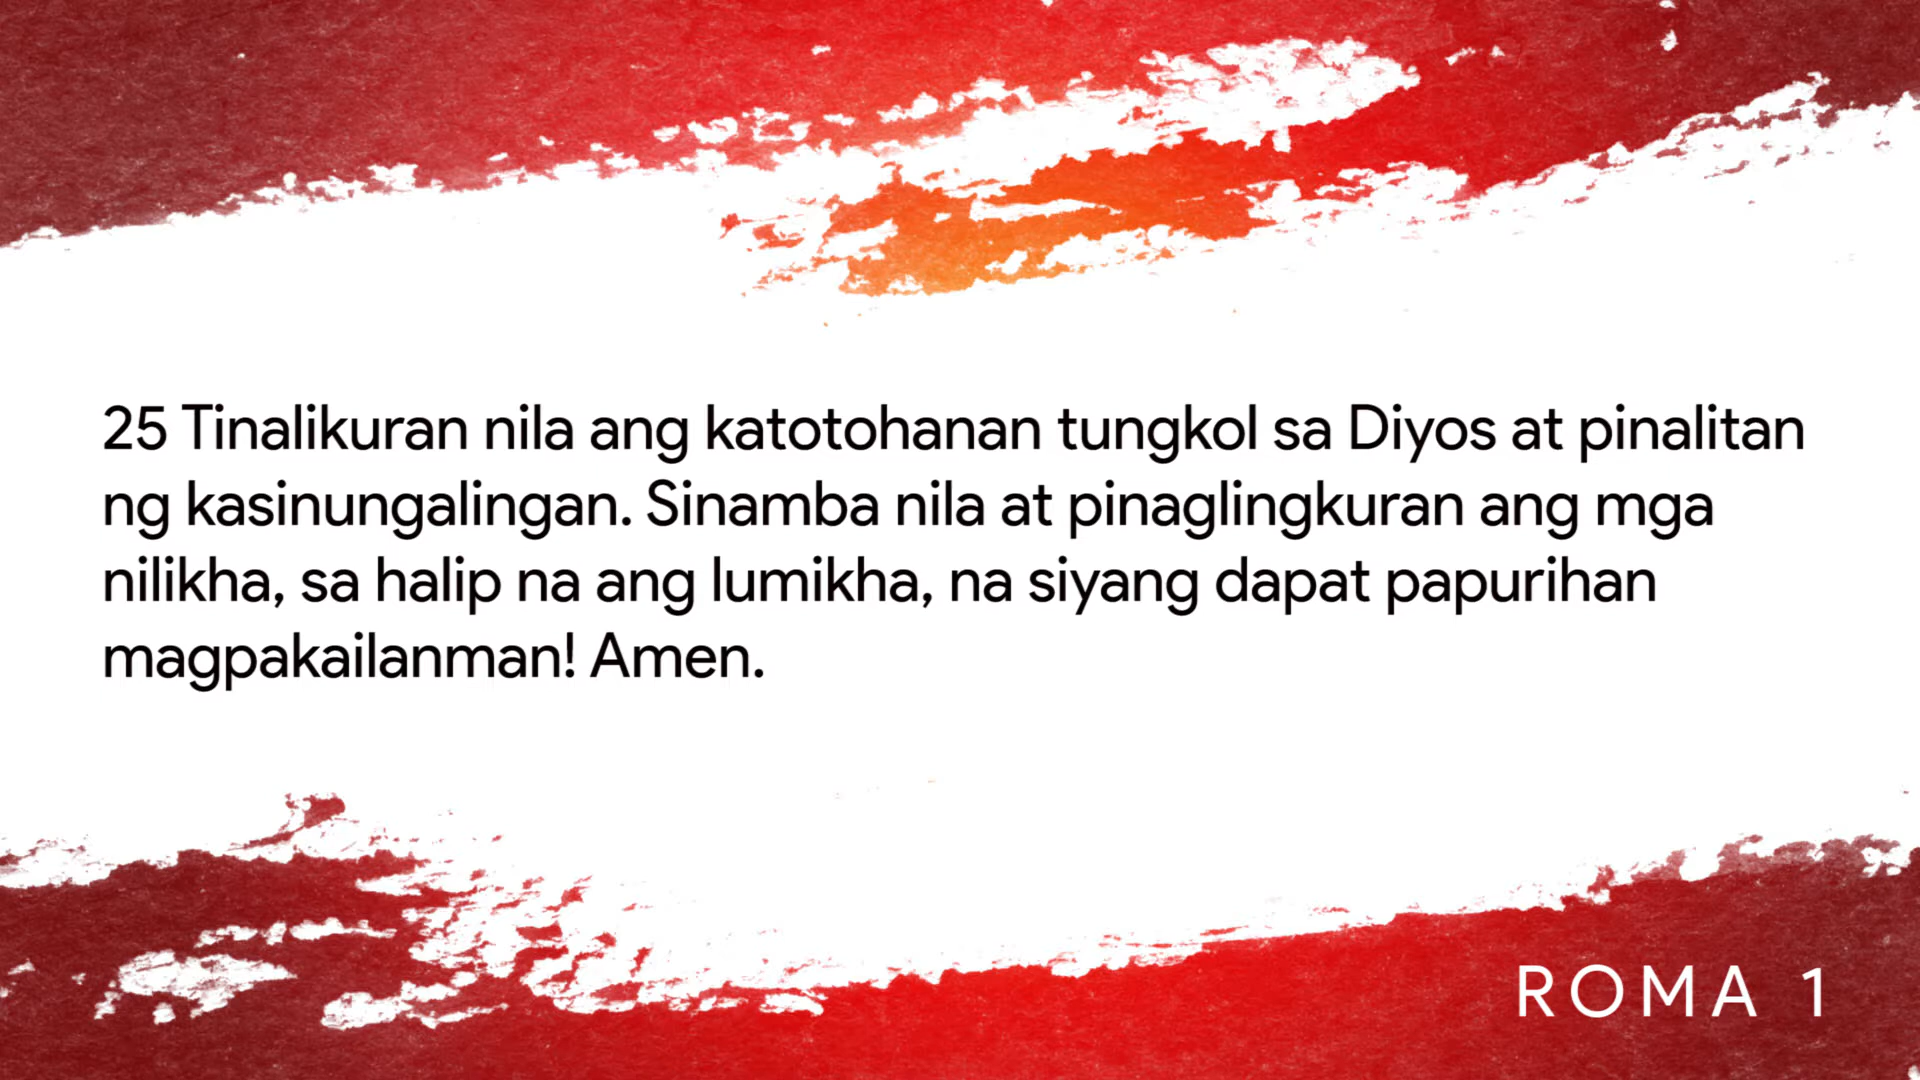 25 Tinalikuran nila ang katotohanan tungkol sa Diyos at pinalitan
ng kasinungalingan. Sinamba nila at pinaglingkuran ang mga
nilikha, sa halip na ang lumikha, na siyang dapat papurihan
magpakailanman! Amen.
ROMA 1